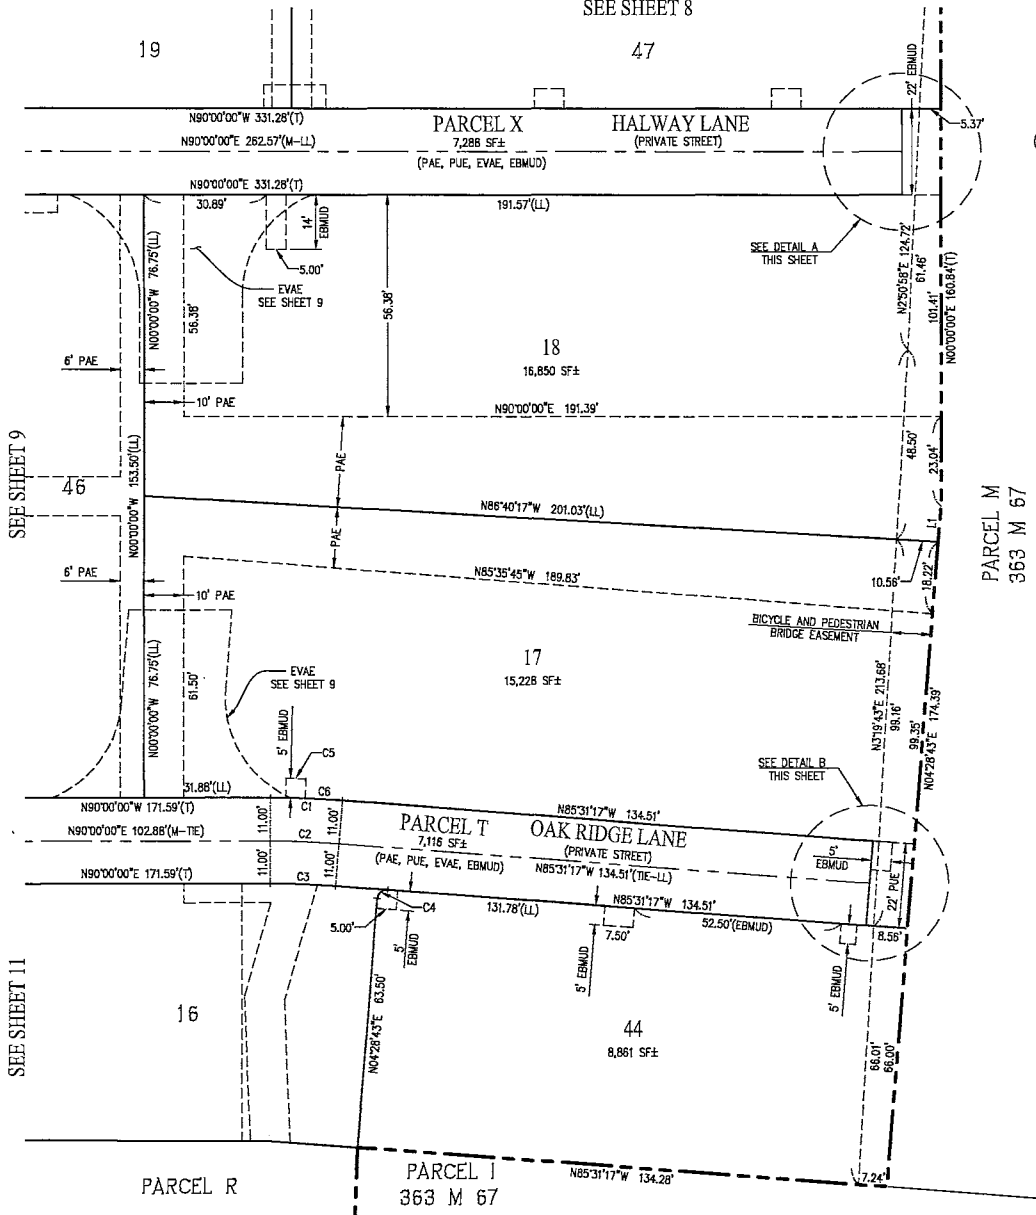 SEE SHEET 8
19
47
22' EBMUD
5.37'
N90°00'00"W 331.28'(T)
N90°00'00"E 262.57'(M-LL)
PARCEL X
7,288 SF±
(PAE, PUE, EVAE, EBMUD)
HALWAY LANE
(PRIVATE STREET)
N90°00'00"E 331.28'(T)
30.89'
191.57'(LL)
14'
EBMUD
5.00'
SEE DETAIL A
THIS SHEET
EVAE
SEE SHEET 9
N00°00'00"W 76.75'(LL)
56.38'
56.38'
N2°50'58"E 124.72'
61.46'
101.41'
N00°00'00"E 160.84'(T)
6' PAE
10' PAE
18
16,850 SF±
N90°00'00"E 191.39'
SEE SHEET 9
46
N00°00'00"W 153.50'(LL)
PAE
PAE
48.50'
23.04'
L1
N86°40'17"W 201.03'(LL)
PARCEL M
363 M 67
10.56'
18.22'
6' PAE
10' PAE
N85°35'45"W 189.83'
BICYCLE AND PEDESTRIAN
BRIDGE EASEMENT
17
15,228 SF±
N00°00'00"W 76.75'(LL)
61.50'
EVAE
SEE SHEET 9
N3°19'43"E 213.68'
99.16'
99.35'
N04°28'43"E 174.39'
5' EBMUD
C5
SEE DETAIL B
THIS SHEET
31.88'(LL)
C6
N90°00'00"W 171.59'(T)
C1
N85°31'17"W 134.51'
N90°00'00"E 102.88'(M-TIE)
11.00'
C2
11.00'
PARCEL T
7,116 SF±
(PAE, PUE, EVAE, EBMUD)
OAK RIDGE LANE
(PRIVATE STREET)
N85°31'17"W 134.51'(TIE-LL)
5'
EBMUD
22' PUE
N90°00'00"E 171.59'(T)
11.00'
C3
11.00'
N85°31'17"W 134.51'
C4
5.00'
131.78'(LL)
52.50'(EBMUD)
7.50'
8.56'
5'
EBMUD
5' EBMUD
5' EBMUD
SEE SHEET 11
16
N04°28'43"E 63.50'
44
8,861 SF±
66.01'
66.00'
PARCEL R
PARCEL I
363 M 67
N85°31'17"W 134.28'
7.24'